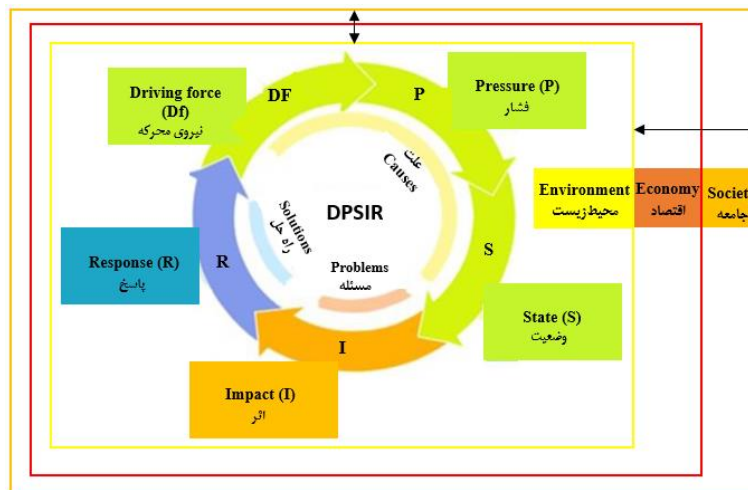 Driving force
(Df)
نیروی محرکه
DF
P
Pressure (P)
فشار
علت
Causes
Environment
محیط‌زیست
Economy
اقتصاد
Societ
جامعه
DPSIR
Solutions
راه حل
Problems
مسئله
R
S
I
Response (R)
پاسخ
State (S)
وضعیت
Impact (I)
اثر